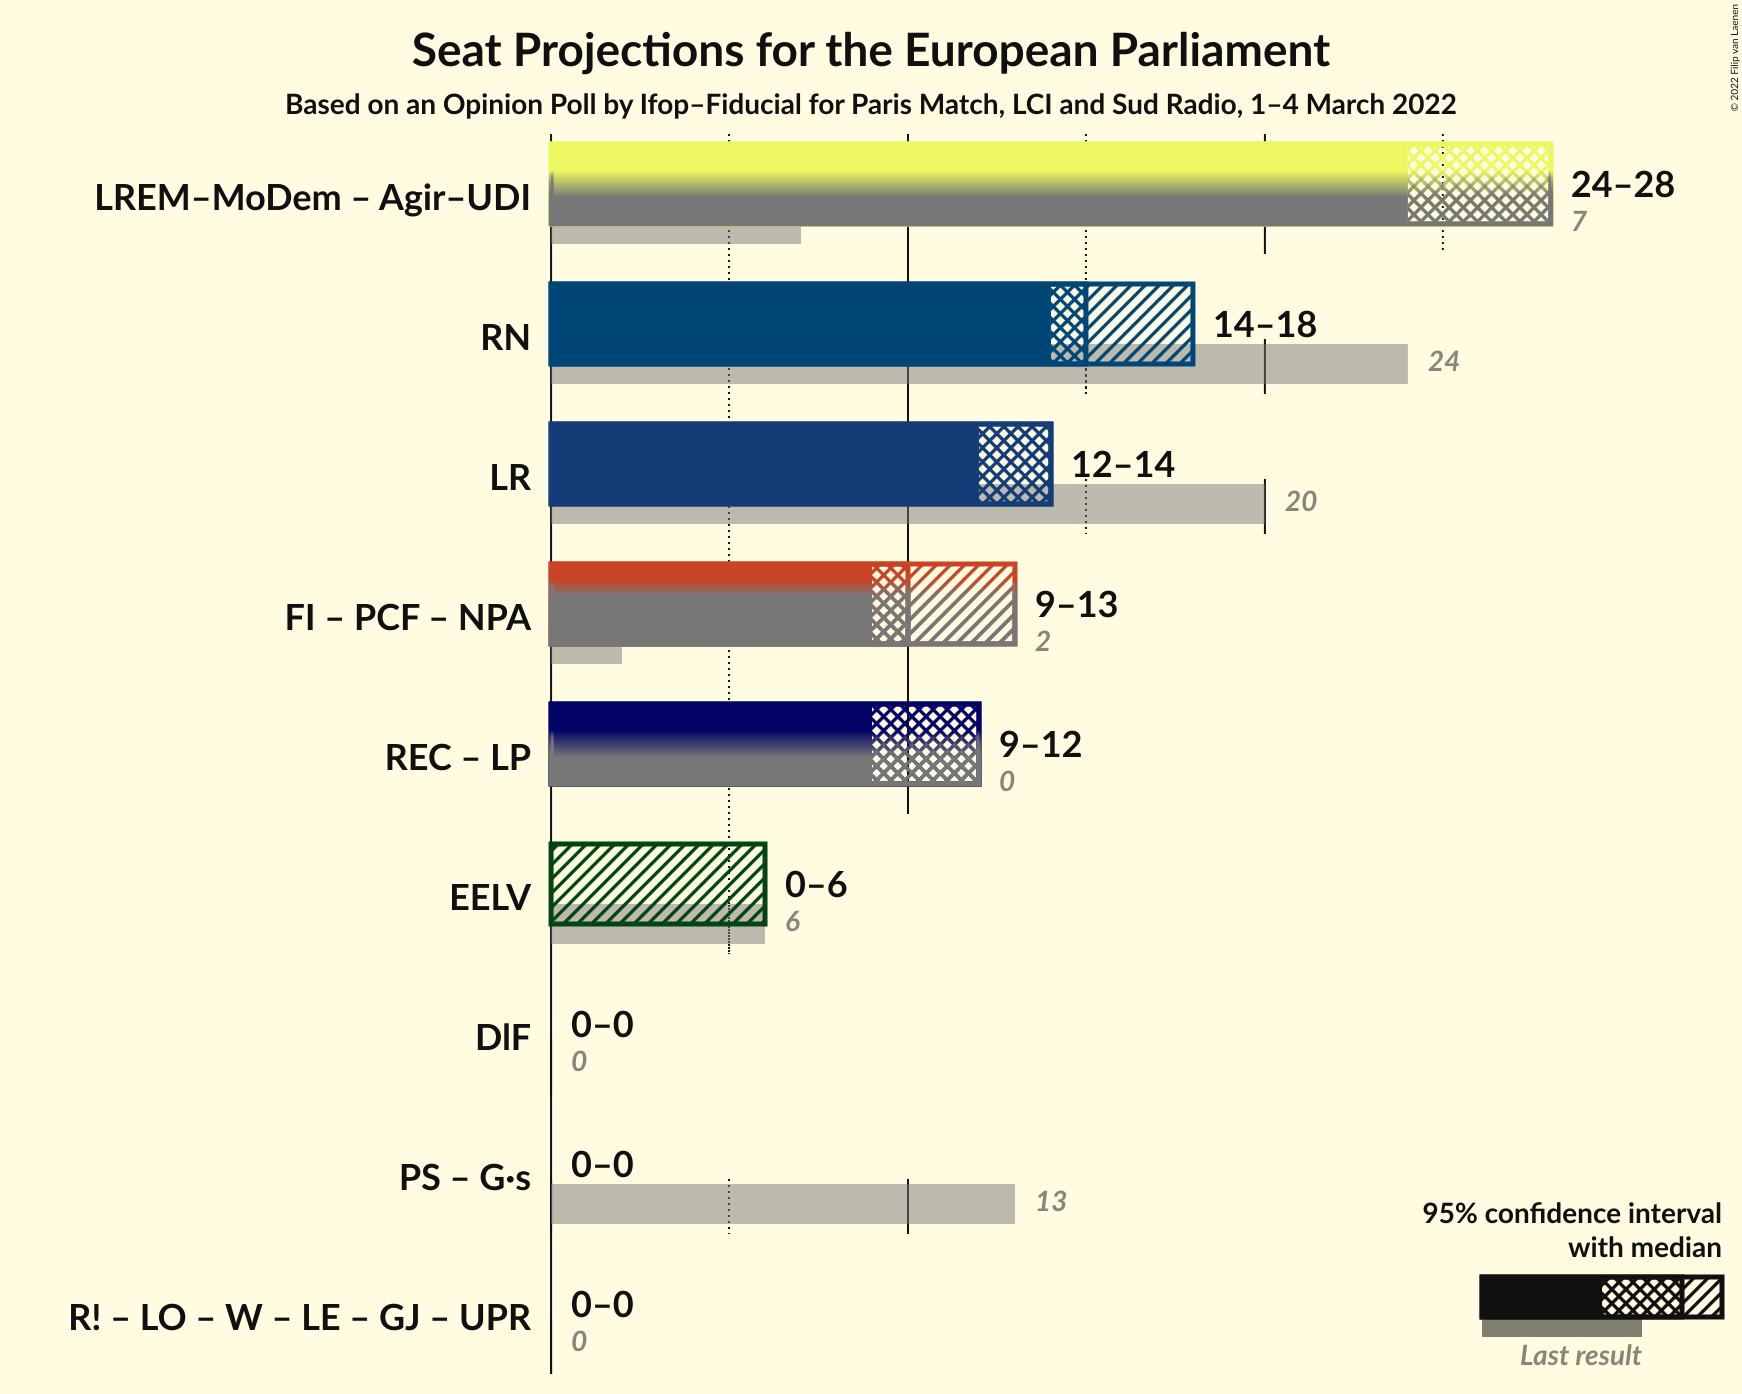 Seat Projections for the European Parliament
Based on an Opinion Poll by Ifop–Fiducial for Paris Match, LCI and Sud Radio, 1–4 March 2022
© 2022 Filip van Laenen
LREM–MoDem – Agir–UDI
24–28
7
RN
14–18
24
LR
12–14
20
FI – PCF – NPA
9–13
2
REC – LP
9–12
0
EELV
0–6
6
DlF
0–0
0
PS – G·s
0–0
13
R! – LO – W – LE – GJ – UPR
0–0
0
95% confidence interval
with median
Last result